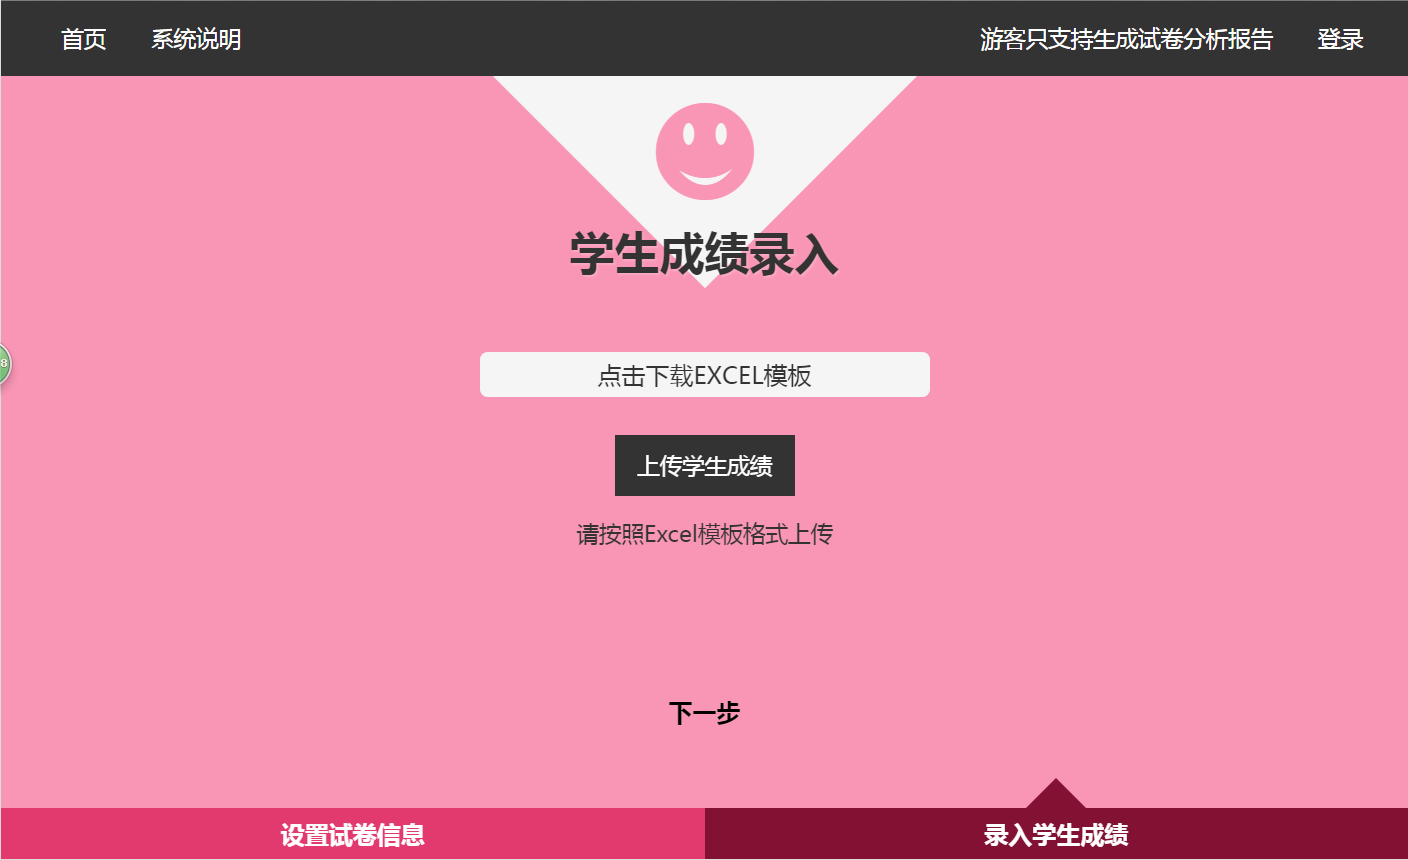 首页 系统说明 游客只支持生成试卷分析报告 登录
学生成绩录入
8
点击下载EXCEL模板
上传学生成绩
请按照Excel模板格式上传
下一步
设置试卷信息 录入学生成绩